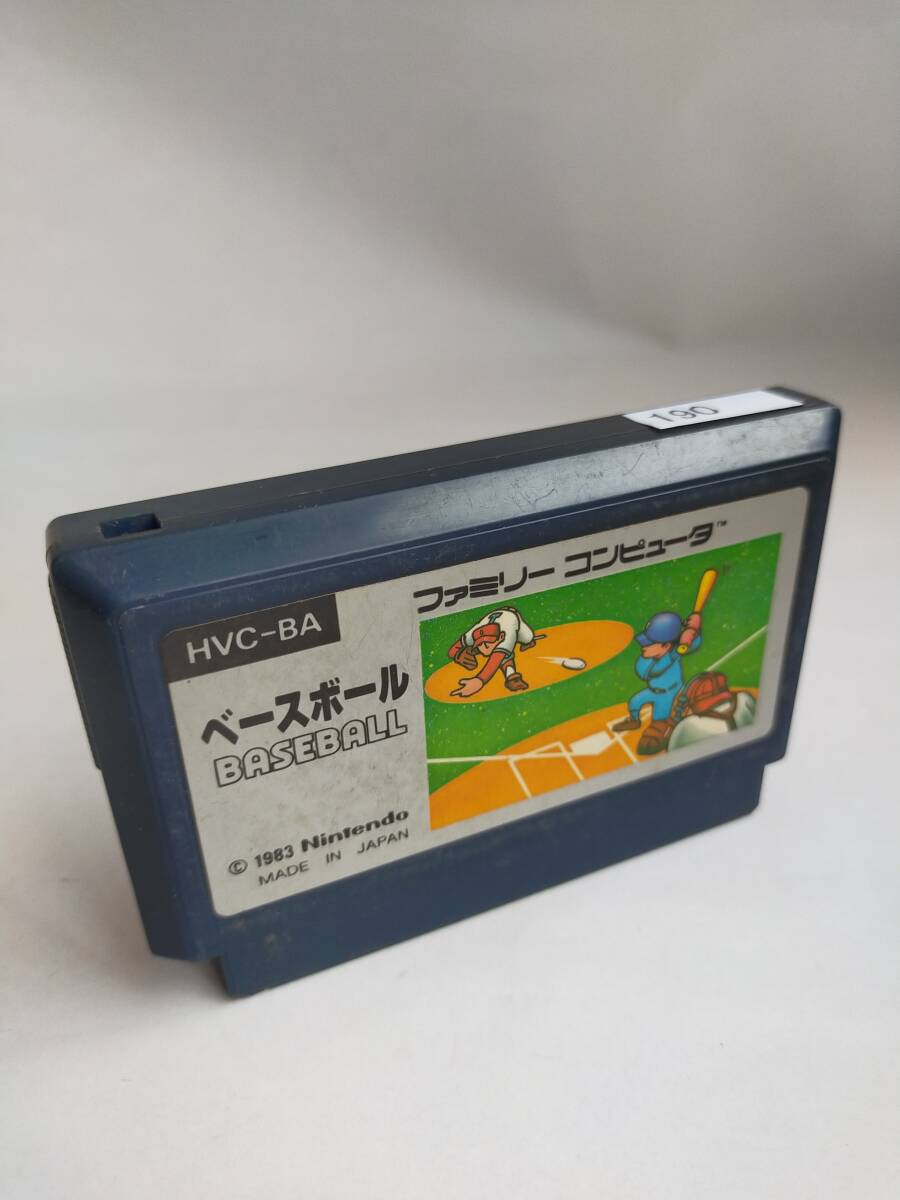 190
ファミリー コンピュータ™
HVC-BA
ベースボール
BASEBALL
© 1983 Nintendo
MADE IN JAPAN